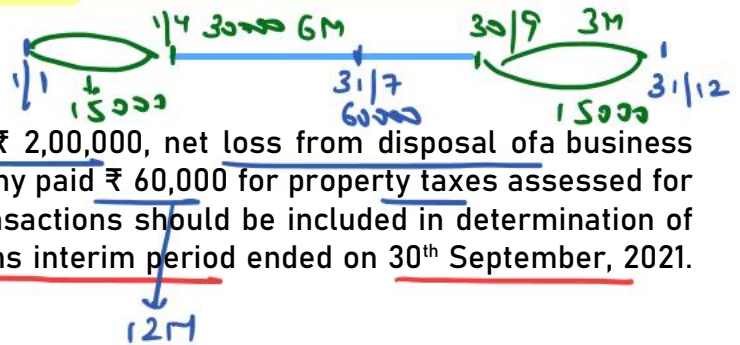 1/4 30000 6M 30/9 3M
1/1 15000 31/7 60000 15000 31/12
₹ 2,00,000, net loss from disposal ofa business
ny paid ₹ 60,000 for property taxes assessed for
nsactions should be included in determination of
ns interim period ended on 30th September, 2021.
12M